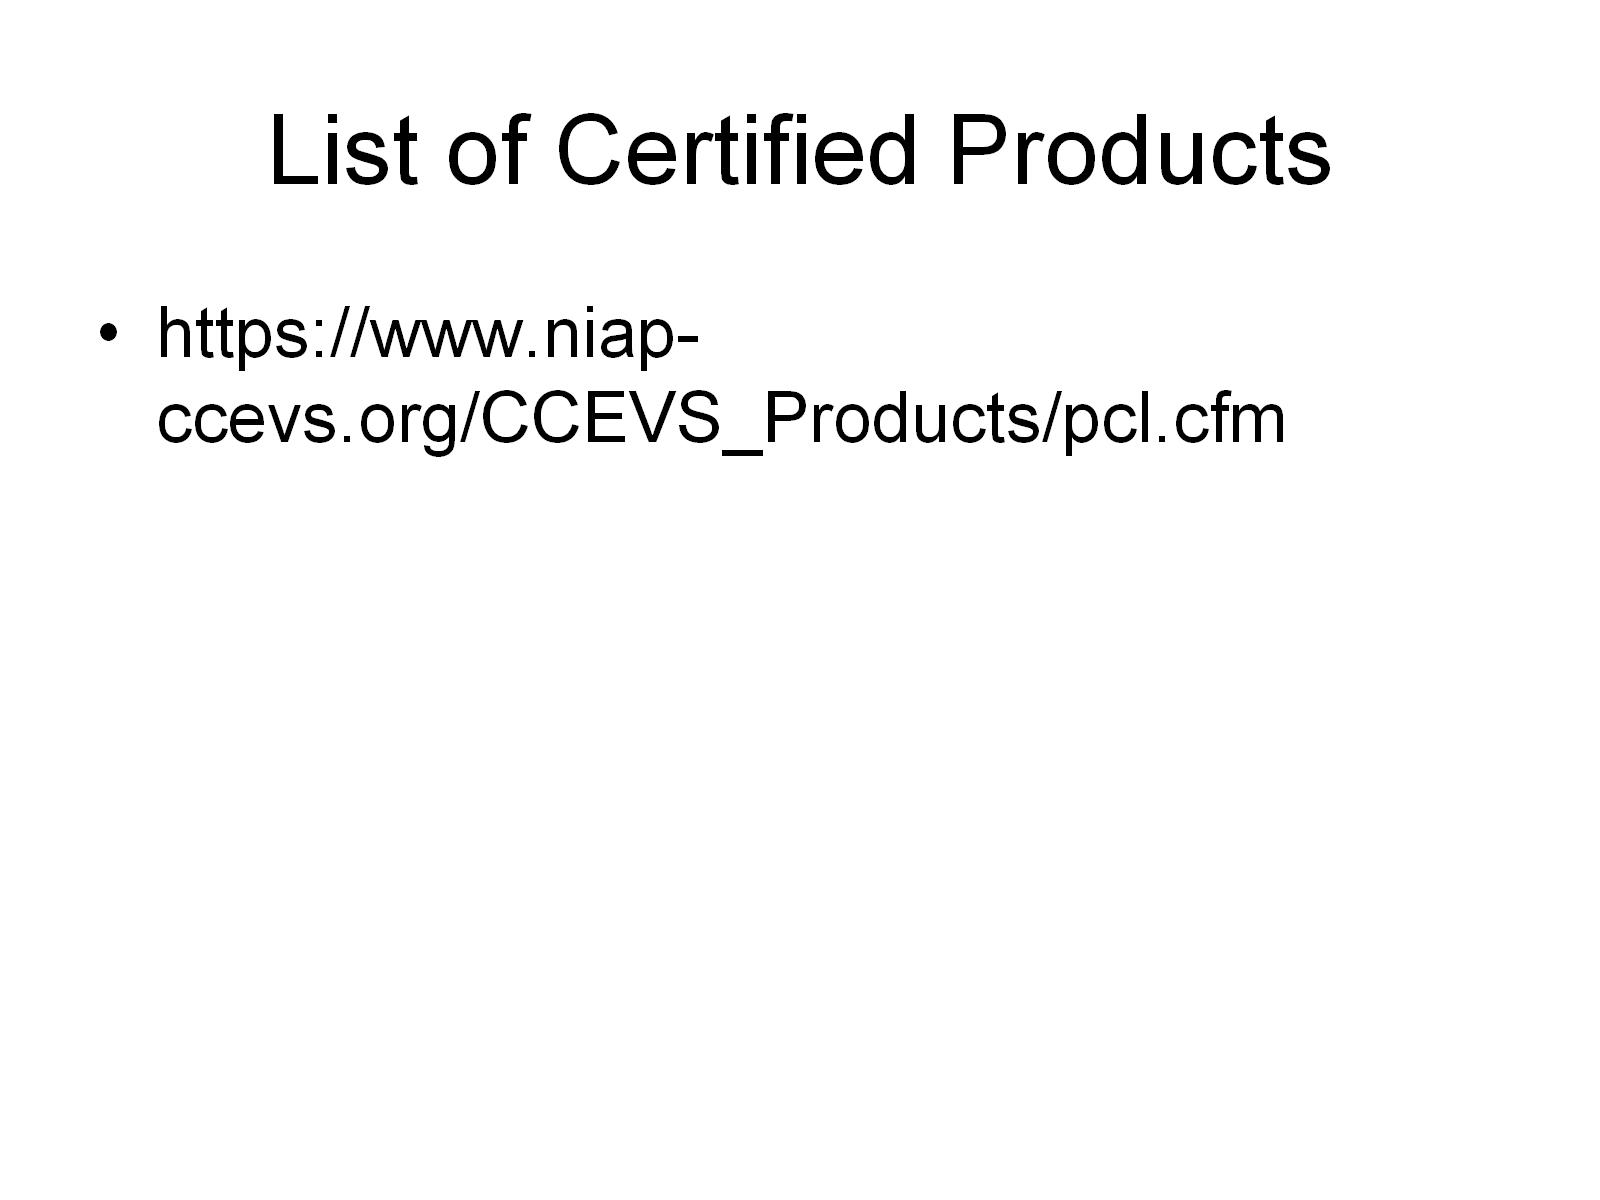 List of Certified Products
• https://www.niap-
ccevs.org/CCEVS_Products/pcl.cfm